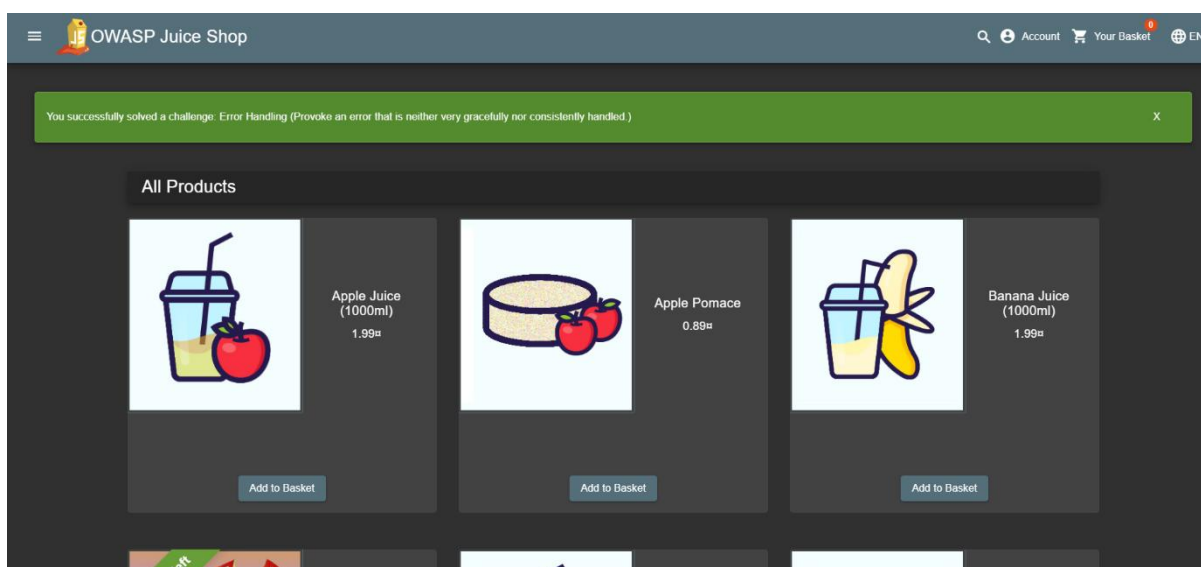 OWASP Juice Shop
Account
0
Your Basket
EN
You successfully solved a challenge: Error Handling (Provoke an error that is neither very gracefully nor consistently handled.)
X
All Products
Apple Juice
(1000ml)
1.99¤
Add to Basket
Apple Pomace
0.89¤
Add to Basket
Banana Juice
(1000ml)
1.99¤
Add to Basket